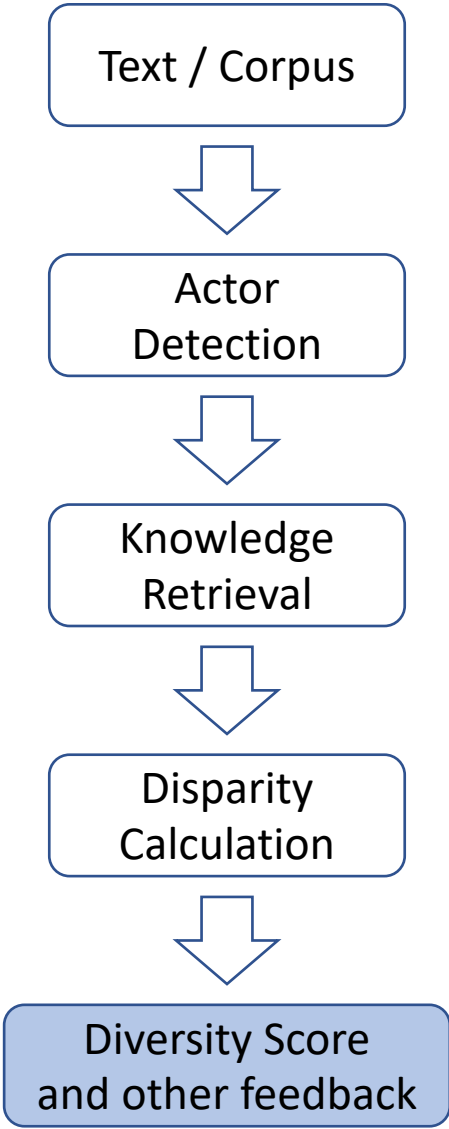 Text / Corpus
Actor
Detection
Knowledge
Retrieval
Disparity
Calculation
Diversity Score
and other feedback